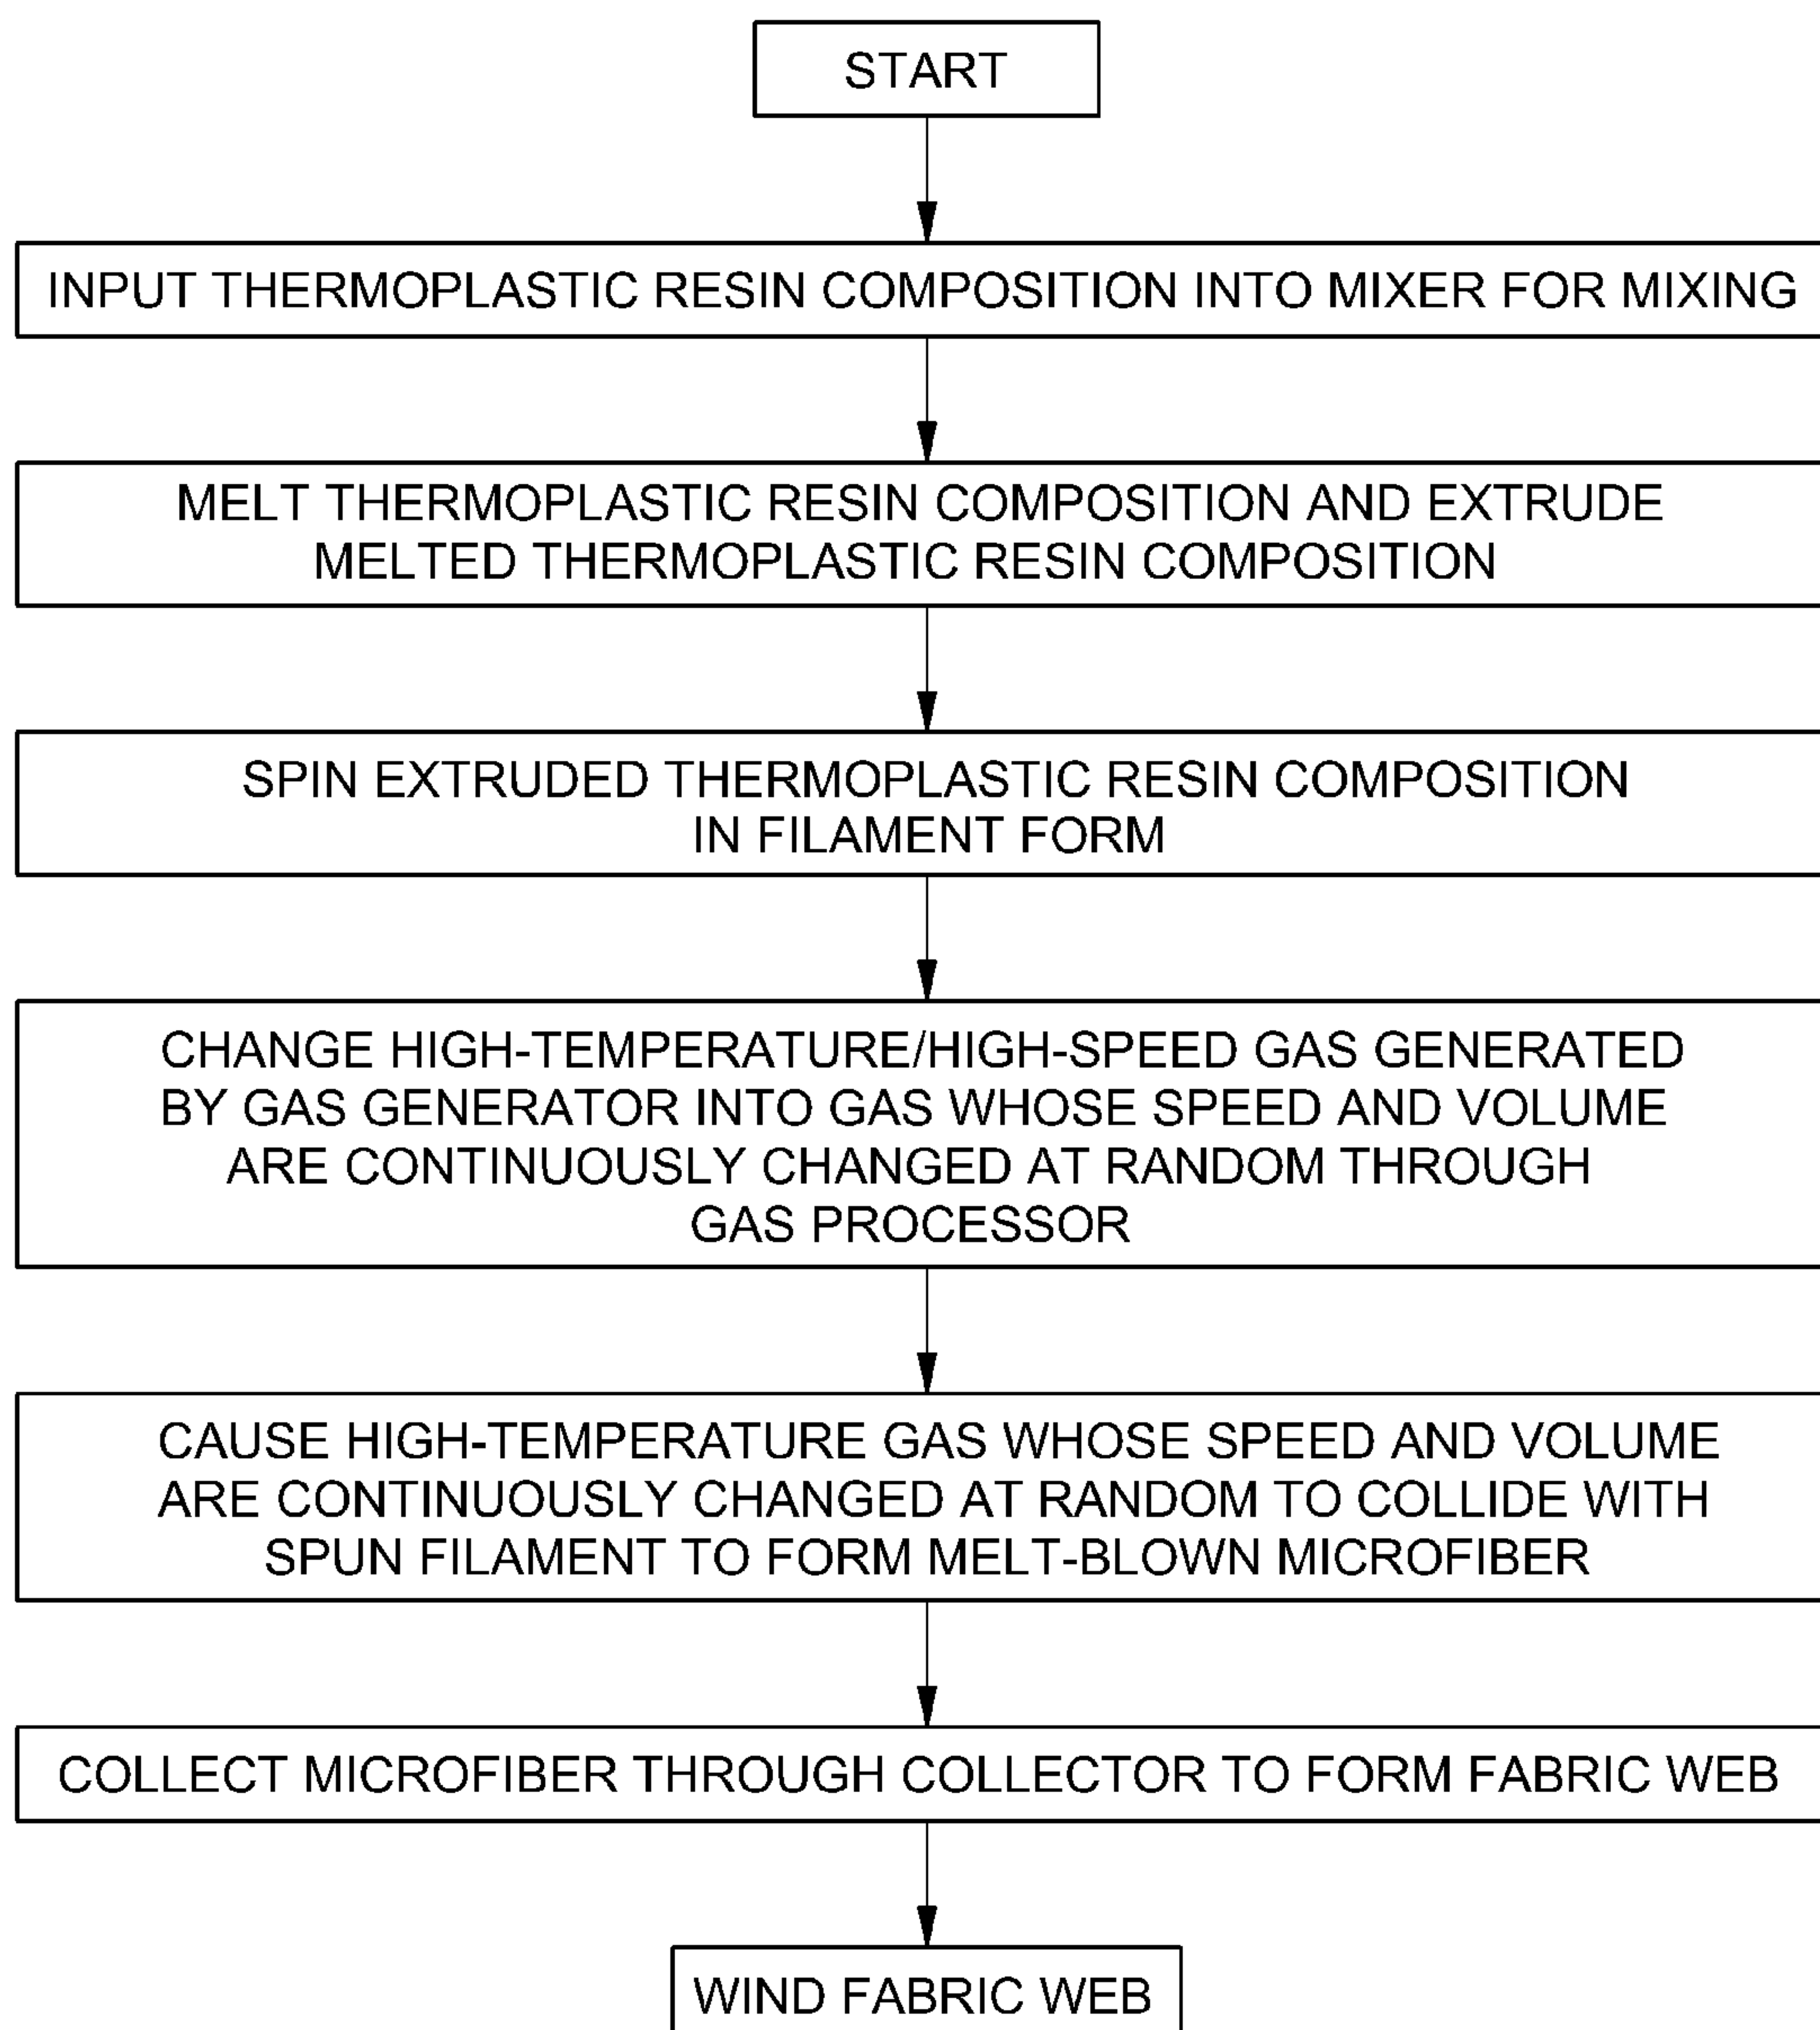 START
INPUT THERMOPLASTIC RESIN COMPOSITION INTO MIXER FOR MIXING
MELT THERMOPLASTIC RESIN COMPOSITION AND EXTRUDE
MELTED THERMOPLASTIC RESIN COMPOSITION
SPIN EXTRUDED THERMOPLASTIC RESIN COMPOSITION
IN FILAMENT FORM
CHANGE HIGH-TEMPERATURE/HIGH-SPEED GAS GENERATED
BY GAS GENERATOR INTO GAS WHOSE SPEED AND VOLUME
ARE CONTINUOUSLY CHANGED AT RANDOM THROUGH
GAS PROCESSOR
CAUSE HIGH-TEMPERATURE GAS WHOSE SPEED AND VOLUME
ARE CONTINUOUSLY CHANGED AT RANDOM TO COLLIDE WITH
SPUN FILAMENT TO FORM MELT-BLOWN MICROFIBER
COLLECT MICROFIBER THROUGH COLLECTOR TO FORM FABRIC WEB
WIND FABRIC WEB